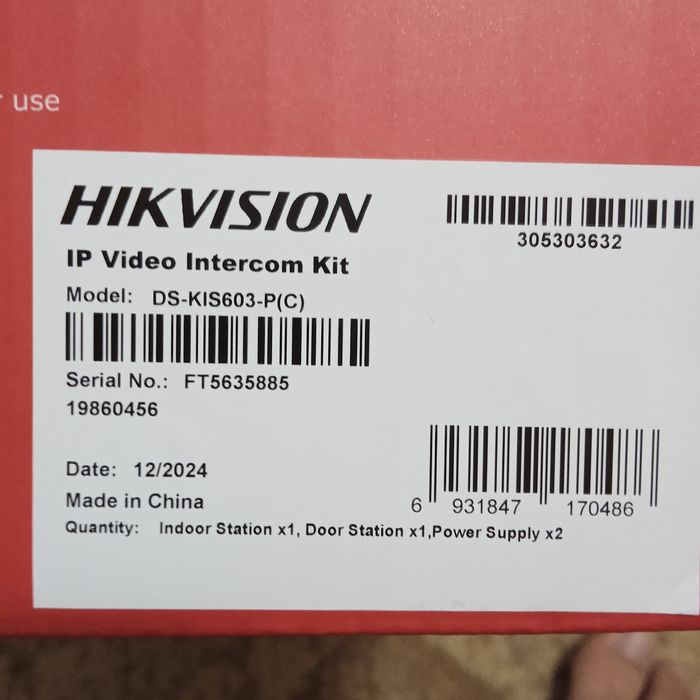 use
HIKVISION
305303632
IP Video Intercom Kit
Model: DS-KIS603-P(C)
Serial No.: FT5635885
19860456
Date: 12/2024
Made in China
6 931847 170486
Quantity: Indoor Station x1, Door Station x1,Power Supply x2